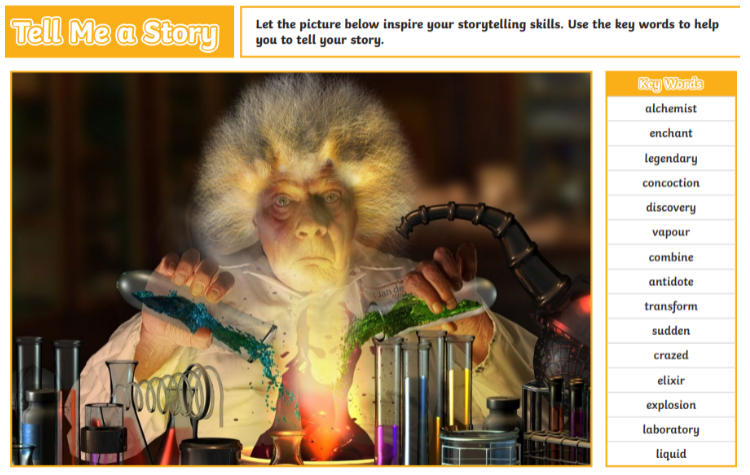 Tell Me a Story
Let the picture below inspire your storytelling skills. Use the key words to help
you to tell your story.
Key Words
alchemist
enchant
legendary
concoction
discovery
vapour
combine
antidote
transform
sudden
crazed
elixir
explosion
laboratory
liquid